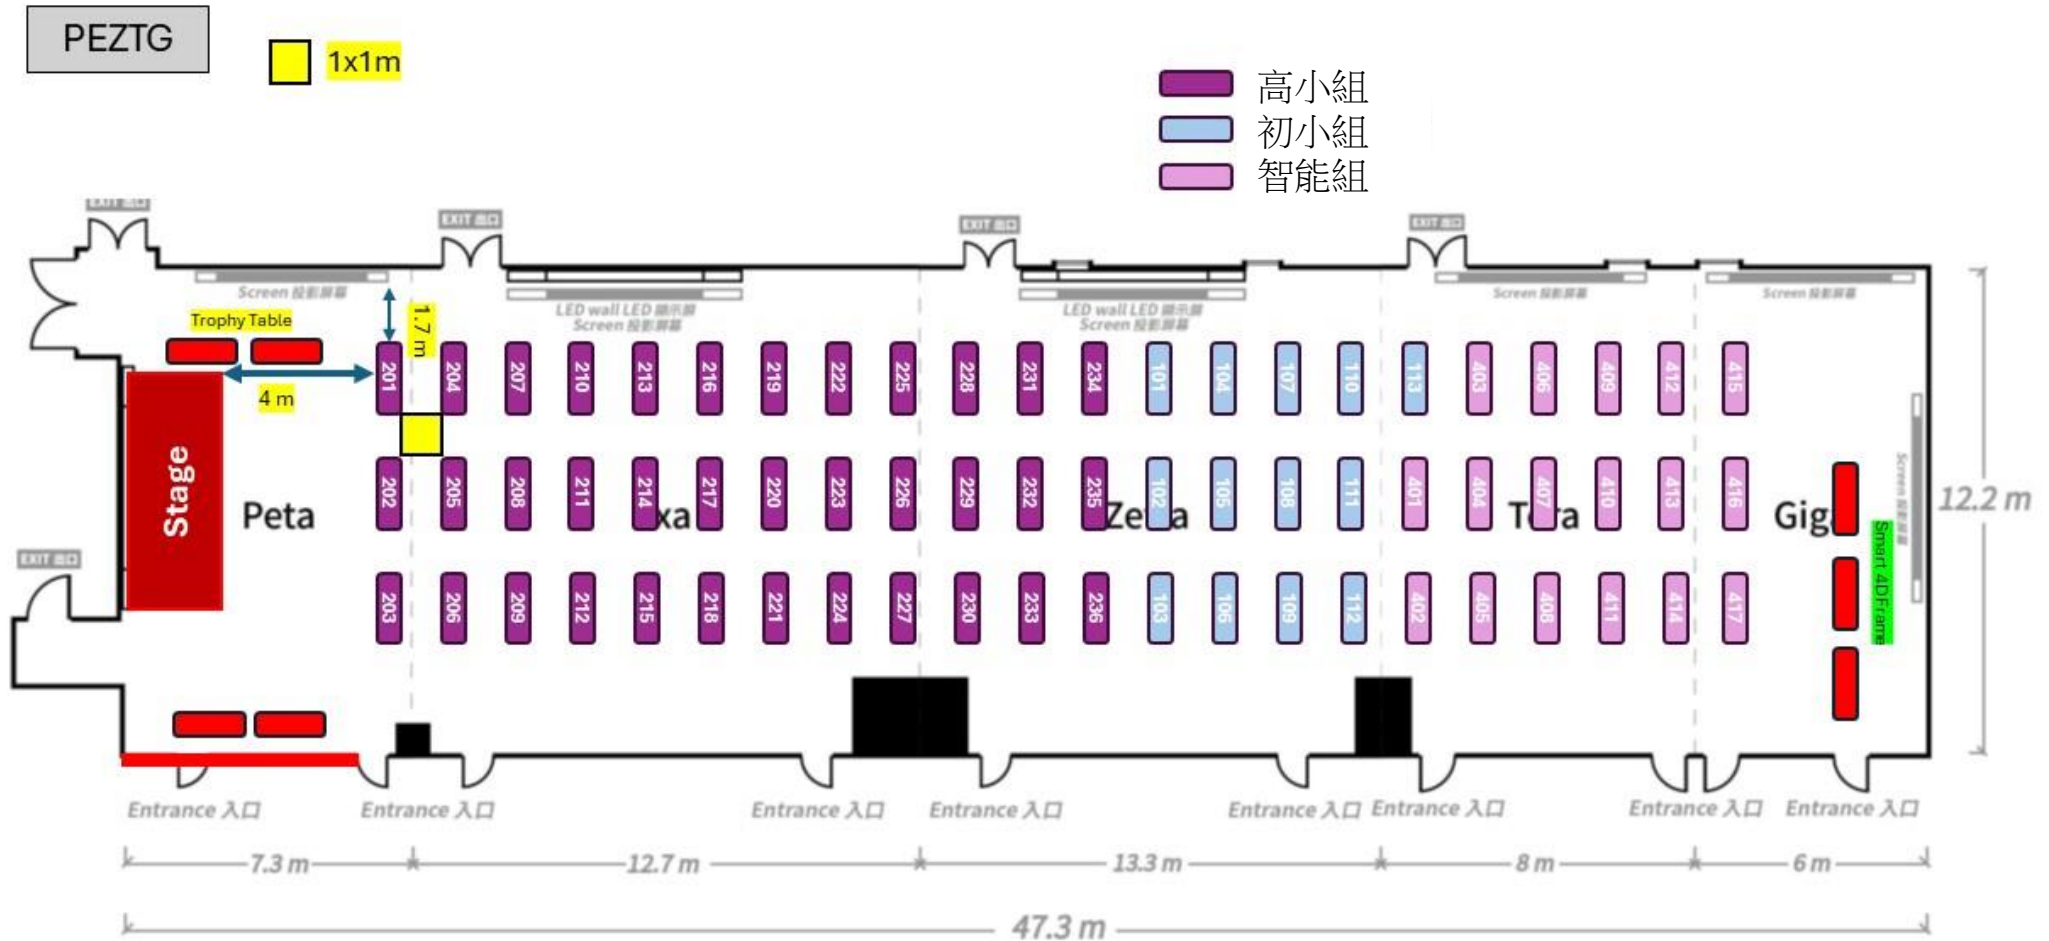 PEZTG
1x1m
高小組
初小組
智能組
EXIT 出口
EXIT 出口
EXIT 出口
EXIT 出口
Screen 投影屏幕
LED wall LED 顯示屏
Screen 投影屏幕
LED wall LED 顯示屏
Screen 投影屏幕
Screen 投影屏幕
Screen 投影屏幕
Trophy Table
1.7 m
4 m
201 204 207 210 213 216 219 222 225 228 231 234 101 104 107 110 113 403 406 409 412 415
Stage
Peta
202 205 208 211 214 217 220 223 226 229 232 235 102 105 108 111 401 404 407 410 413 416
Screen 投影屏幕
12.2 m
EXIT 出口
203 206 209 212 215 218 221 224 227 230 233 236 103 106 109 112 402 405 408 411 414 417
Smart 4DFrame
Entrance 入口 Entrance 入口 Entrance 入口 Entrance 入口 Entrance 入口 Entrance 入口 Entrance 入口 Entrance 入口
7.3 m 12.7 m 13.3 m 8 m 6 m
47.3 m